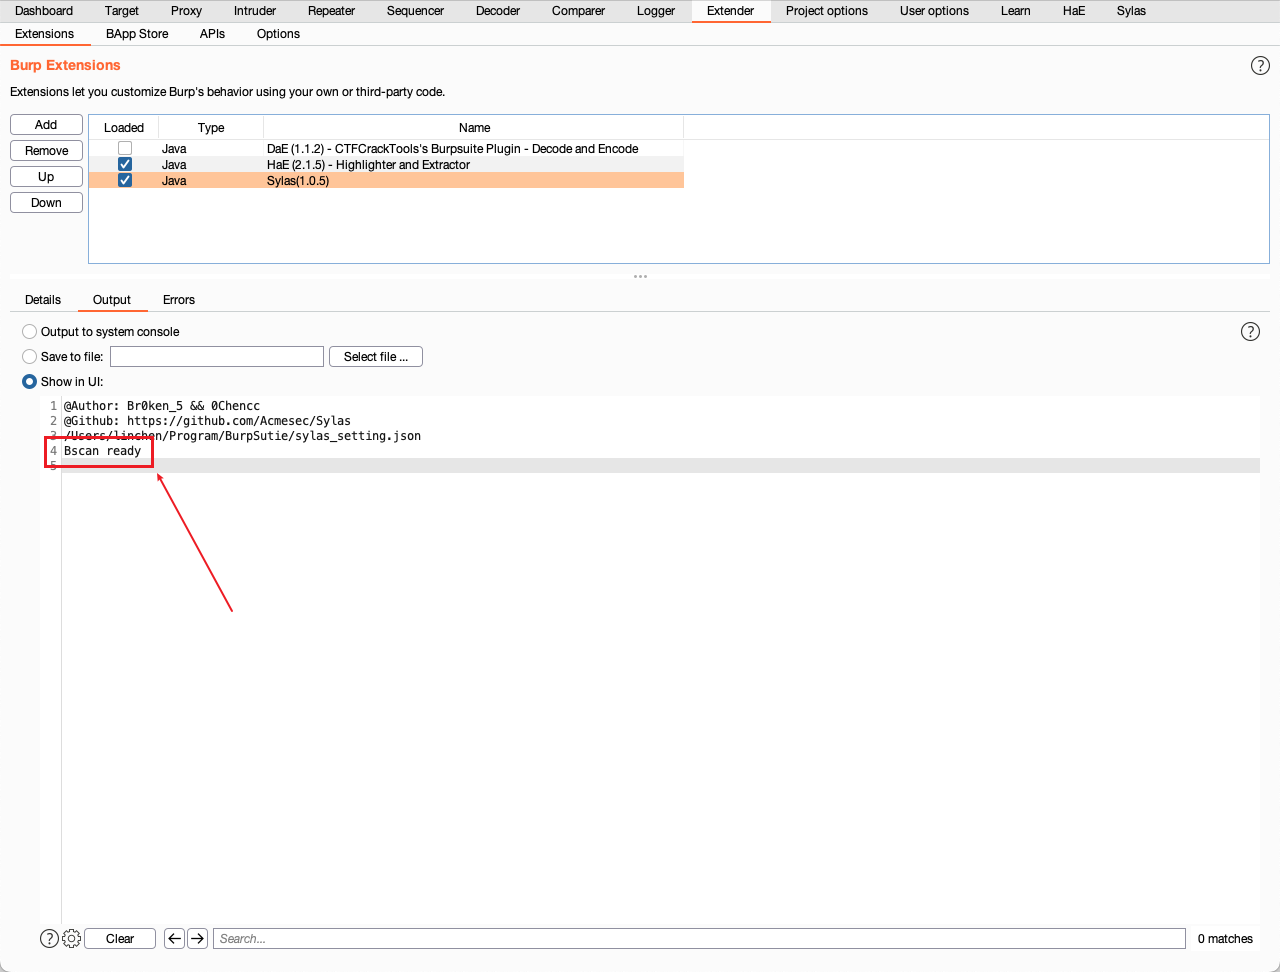 Dashboard Target Proxy Intruder Repeater Sequencer Decoder Comparer Logger Extender Project options User options Learn HaE Sylas
Extensions BApp Store APIs Options
Burp Extensions
?
Extensions let you customize Burp's behavior using your own or third-party code.
Add
Remove
Up
Down
Loaded Type Name
Java DaE (1.1.2) - CTFCrackTools's Burpsuite Plugin - Decode and Encode
Java HaE (2.1.5) - Highlighter and Extractor
Java Sylas(1.0.5)
Details Output Errors
Output to system console
?
Save to file: Select file ...
Show in UI:
1 @Author: Br0ken_5 && 0Chencc
2 @Github: https://github.com/Acmesec/Sylas
3 /Users/linchen/Program/BurpSutie/sylas_setting.json
4 Bscan ready
5
? Clear Search... 0 matches